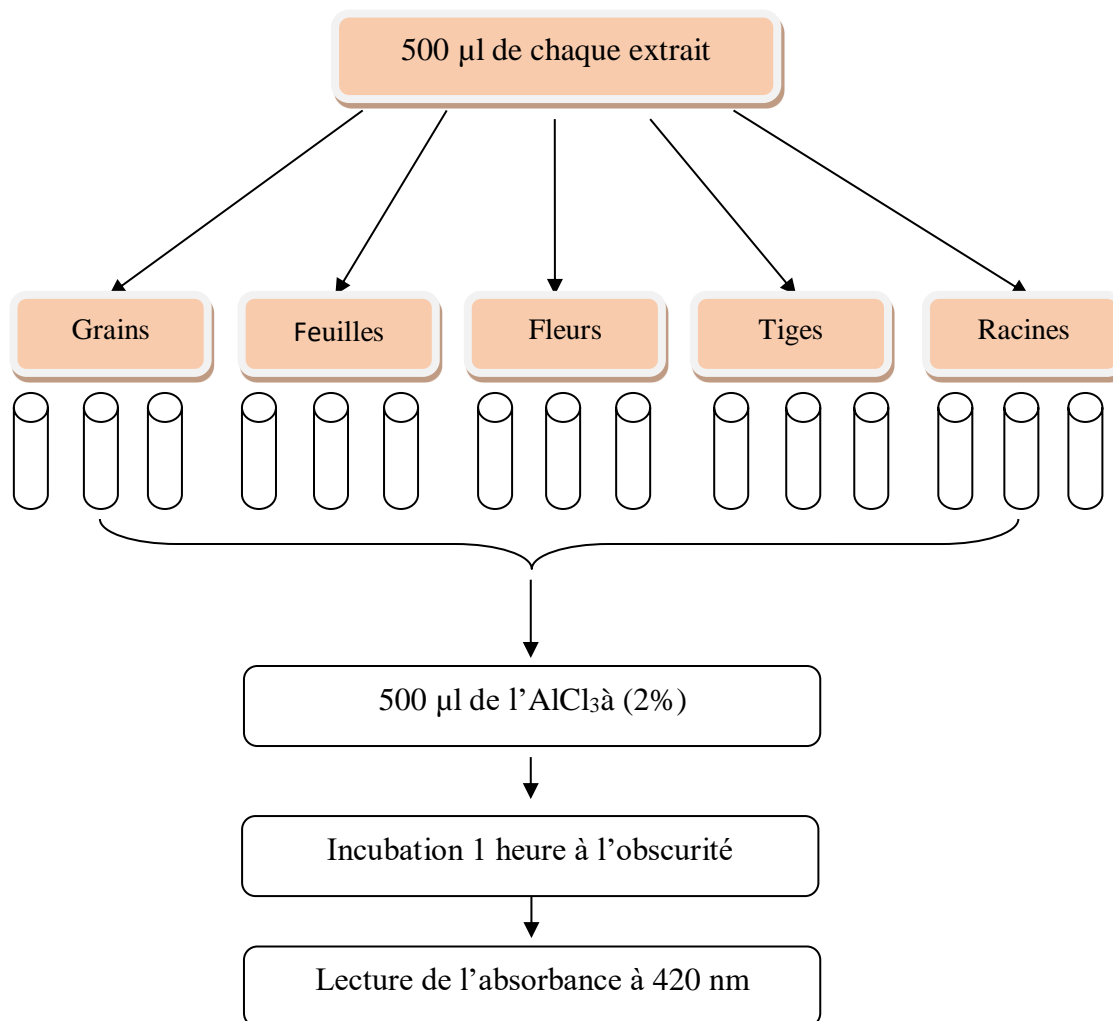 500 µl de chaque extrait
Grains
Feuilles
Fleurs
Tiges
Racines
500 µl de l’AlCl₃à (2%)
Incubation 1 heure à l’obscurité
Lecture de l’absorbance à 420 nm